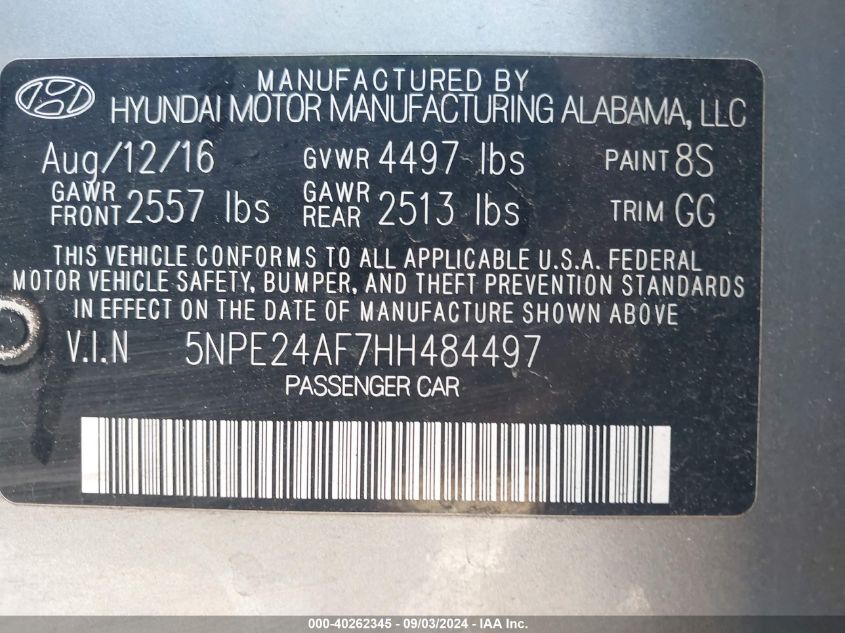 MANUFACTURED BY
HYUNDAI MOTOR MANUFACTURING ALABAMA, LLC
Aug/12/16 GVWR 4497 lbs PAINT 8S
GAWR FRONT 2557 lbs GAWR REAR 2513 lbs TRIM GG
THIS VEHICLE CONFORMS TO ALL APPLICABLE U.S.A. FEDERAL
MOTOR VEHICLE SAFETY, BUMPER, AND THEFT PREVENTION STANDARDS
IN EFFECT ON THE DATE OF MANUFACTURE SHOWN ABOVE
V.I.N 5NPE24AF7HH484497
PASSENGER CAR
000-40262345 - 09/03/2024 - IAA Inc.